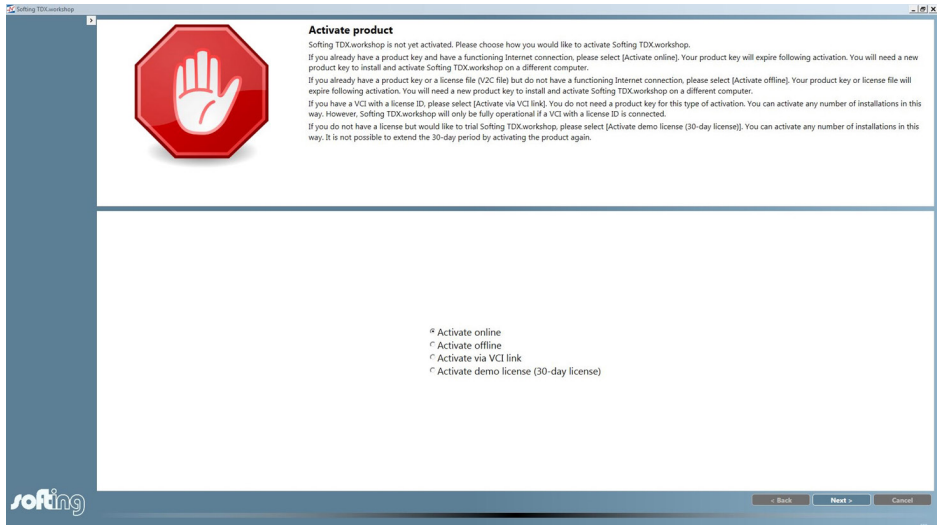 Softing TDX.workshop
Activate product
Softing TDX.workshop is not yet activated. Please choose how you would like to activate Softing TDX.workshop.
If you already have a product key and have a functioning Internet connection, please select [Activate online]. Your product key will expire following activation. You will need a new
product key to install and activate Softing TDX.workshop on a different computer.
If you already have a product key or a license file (V2C file) but do not have a functioning Internet connection, please select [Activate offline]. Your product key or license file will
expire following activation. You will need a new product key to install and activate Softing TDX.workshop on a different computer.
If you have a VCI with a license ID, please select [Activate via VCI link]. You do not need a product key for this type of activation. You can activate any number of installations in this
way. However, Softing TDX.workshop will only be fully operational if a VCI with a license ID is connected.
If you do not have a license but would like to trial Softing TDX.workshop, please select [Activate demo license (30-day license)]. You can activate any number of installations in this
way. It is not possible to extend the 30-day period by activating the product again.
Activate online
Activate offline
Activate via VCI link
Activate demo license (30-day license)
softing
< Back Next > Cancel